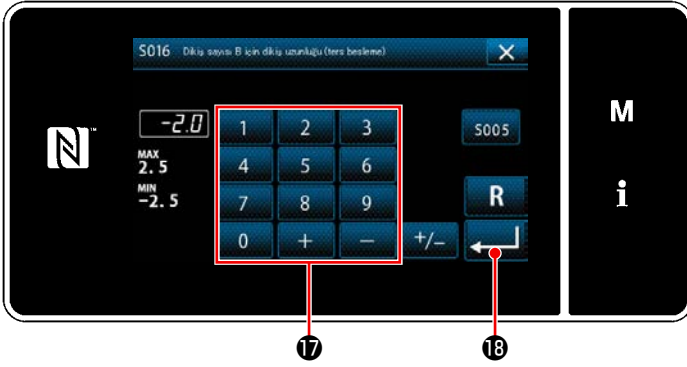 S016 Dikiş sayısı B için dikiş uzunluğu (ters besleme)
M
-2.0
1 2 3
S005
MAX
2.5
4 5 6
MIN
-2.5
7 8 9
R
i
0 + - +/-
⓱ ⓲